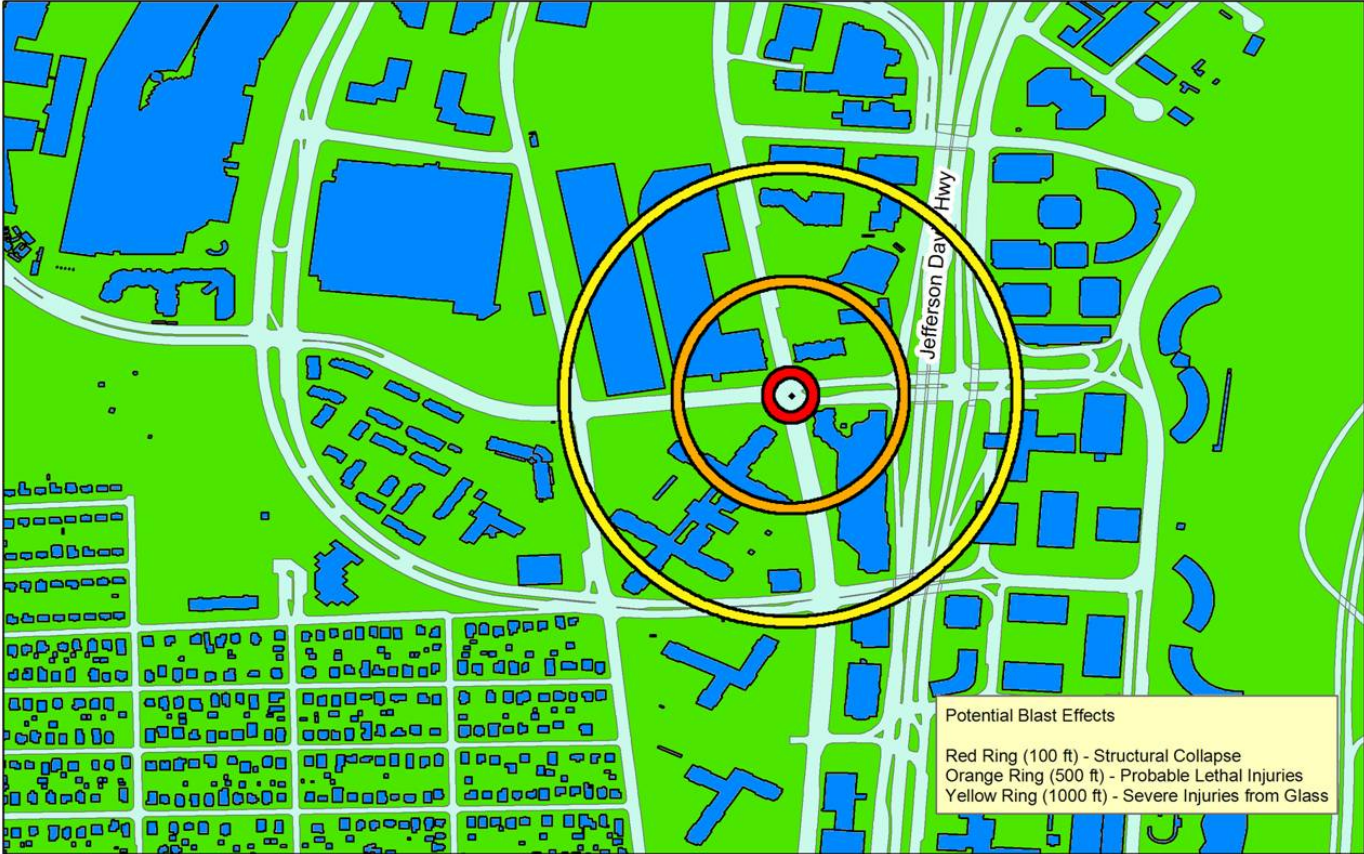 Jefferson Davis Hwy
Potential Blast Effects
Red Ring (100 ft) - Structural Collapse
Orange Ring (500 ft) - Probable Lethal Injuries
Yellow Ring (1000 ft) - Severe Injuries from Glass